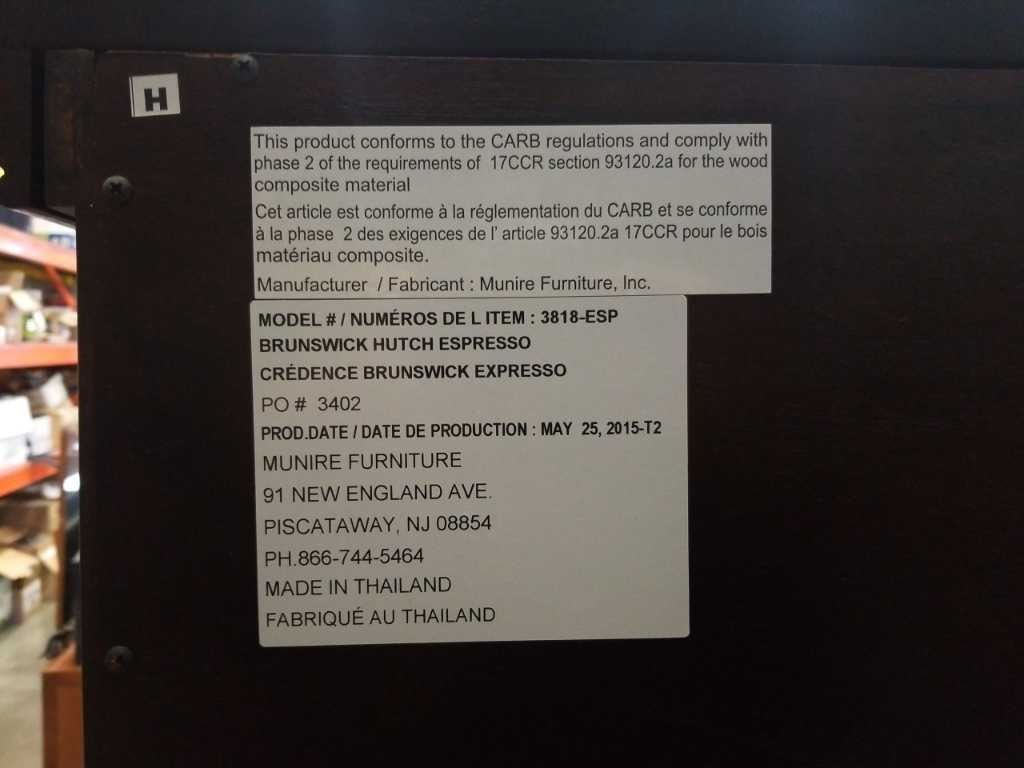 H
This product conforms to the CARB regulations and comply with
phase 2 of the requirements of 17CCR section 93120.2a for the wood
composite material
Cet article est conforme à la réglementation du CARB et se conforme
à la phase 2 des exigences de l' article 93120.2a 17CCR pour le bois
matériau composite.
Manufacturer / Fabricant : Munire Furniture, Inc.
MODEL # / NUMÉROS DE L ITEM : 3818-ESP
BRUNSWICK HUTCH ESPRESSO
CRÉDENCE BRUNSWICK EXPRESSO
PO # 3402
PROD.DATE / DATE DE PRODUCTION : MAY 25, 2015-T2
MUNIRE FURNITURE
91 NEW ENGLAND AVE.
PISCATAWAY, NJ 08854
PH.866-744-5464
MADE IN THAILAND
FABRIQUÉ AU THAILAND